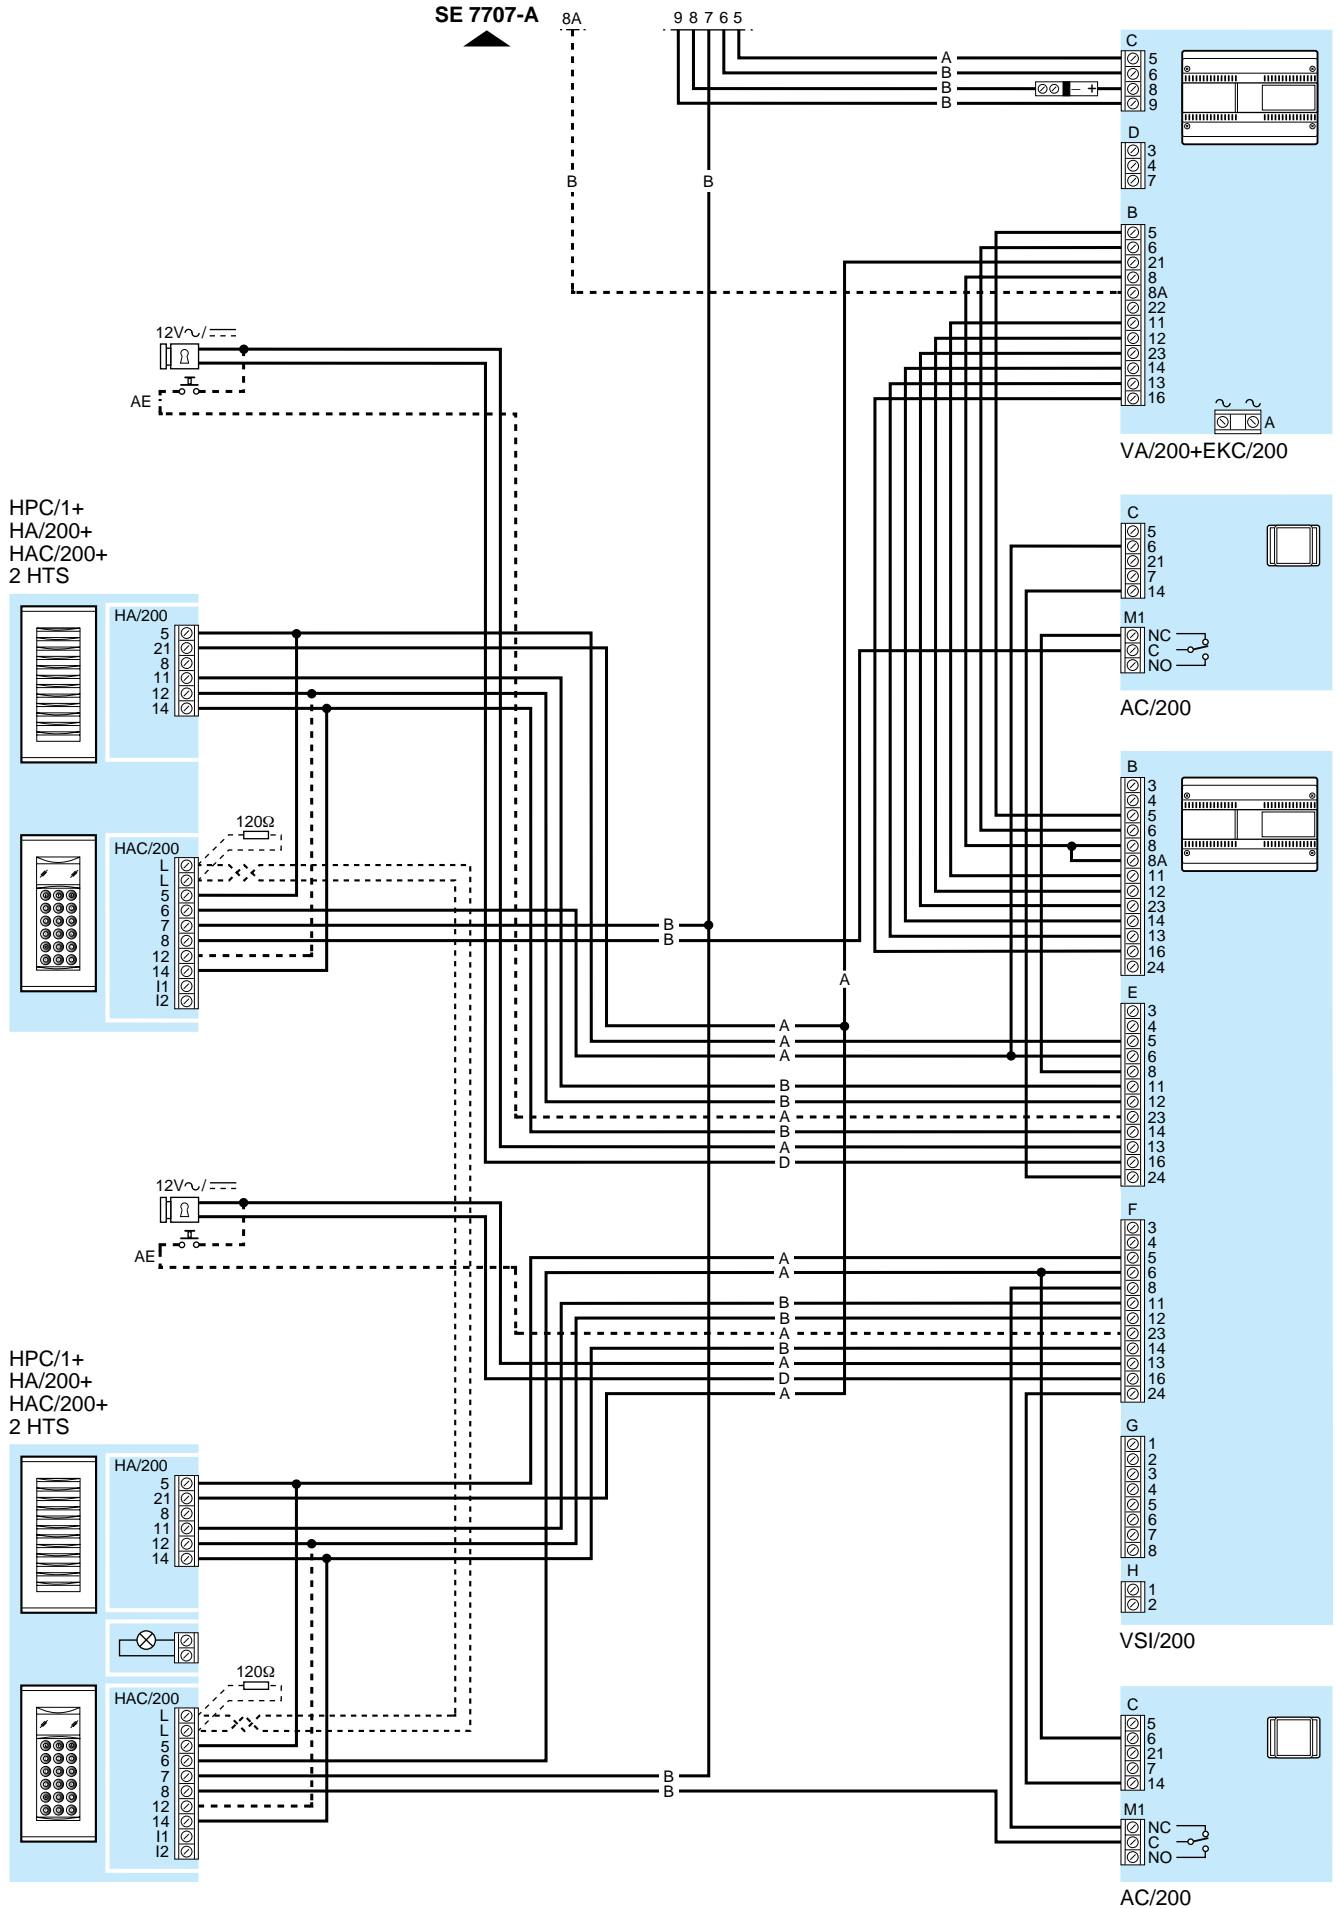 SE 7707-A
8A
9 8 7 6 5
C
A 5
B 6
B − + 8
B 9
D
3
4
7
B B
B
5
6
21
8
8A
22
11
12
23
14
13
16
A
VA/200+EKC/200
12V~/
AE
HPC/1+
HA/200+
HAC/200+
2 HTS
HA/200
5
21
8
11
12
14
120Ω
HAC/200
L
L
5
6
7
8
12
14
I1
I2
B
B
C
5
6
21
7
14
M1
NC
C
NO
AC/200
B
3
4
5
6
8
8A
11
12
23
14
13
16
24
A
A
A
A
B
B
A
B
A
D
E
3
4
5
6
8
11
12
23
14
13
16
24
12V~/
AE
A
A
B
B
A
B
A
D
A
F
3
4
5
6
8
11
12
23
14
13
16
24
G
1
2
3
4
5
6
7
8
H
1
2
VSI/200
HPC/1+
HA/200+
HAC/200+
2 HTS
HA/200
5
21
8
11
12
14
120Ω
HAC/200
L
L
5
6
7
8
12
14
I1
I2
B
B
C
5
6
21
7
14
M1
NC
C
NO
AC/200